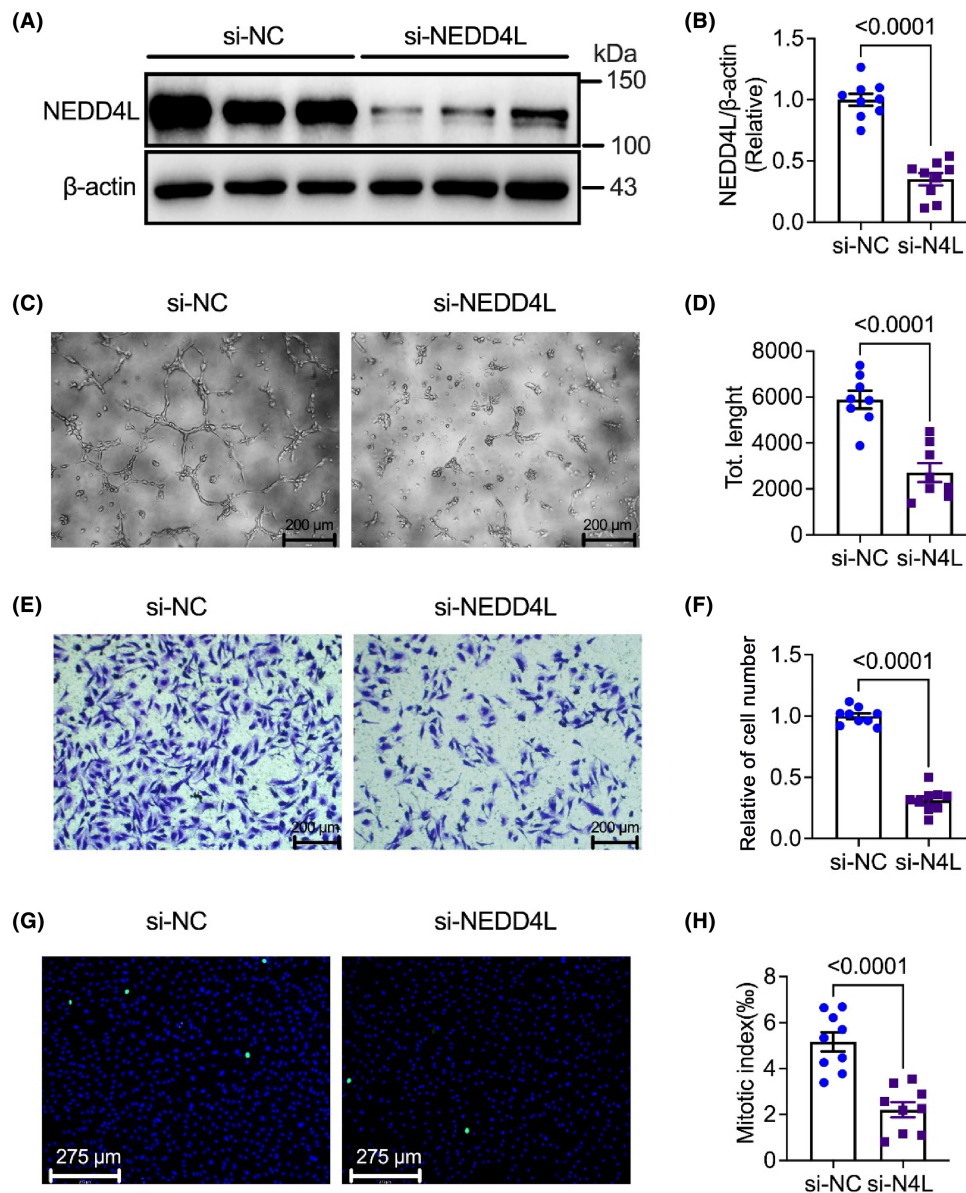 (A)
si-NC si-NEDD4L
kDa
NEDD4L
150
100
β-actin
43
(B)
<0.0001
NEDD4L/β-actin
(Relative)
1.5
1.0
0.5
0.0
si-NC si-N4L
(C)
si-NC si-NEDD4L
200 μm
200 μm
(D)
<0.0001
Tot. lenght
8000
6000
4000
2000
0
si-NC si-N4L
(E)
si-NC si-NEDD4L
200 μm
200 μm
(F)
<0.0001
Relative of cell number
1.5
1.0
0.5
0.0
si-NC si-N4L
(G)
si-NC si-NEDD4L
275 μm
275 μm
(H)
<0.0001
Mitotic index(‰)
8
6
4
2
0
si-NC si-N4L